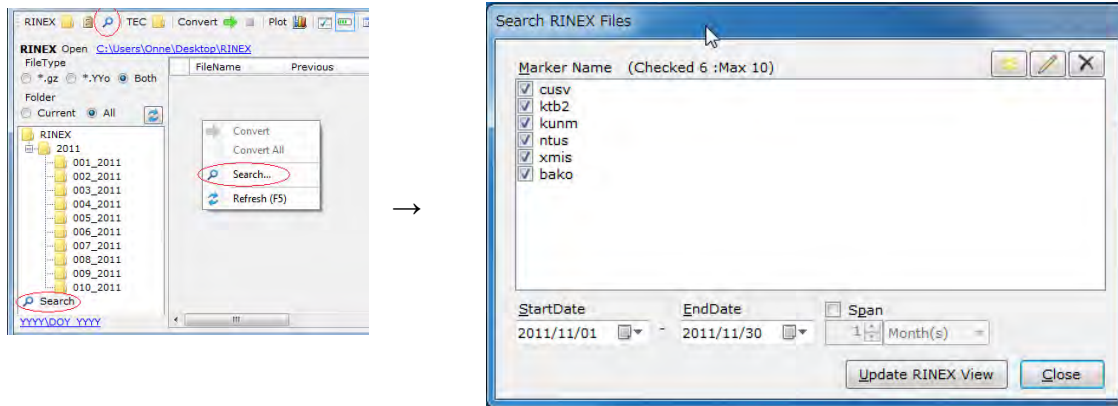 RINEX TEC Convert Plot
RINEX Open C:\Users\Onne\Desktop\RINEX
FileType
*.gz *.YYo Both
FileName Previous
Folder
Current All
RINEX
2011
001_2011
002_2011
003_2011
004_2011
005_2011
006_2011
007_2011
008_2011
009_2011
010_2011
Search
YYYY\DOY_YYYY
Convert
Convert All
Search...
Refresh (F5)
→
Search RINEX Files
Marker Name (Checked 6 :Max 10)
cusv
ktb2
kunm
ntus
xmis
bako
StartDate EndDate Span
2011/11/01 - 2011/11/30 1 Month(s)
Update RINEX View Close